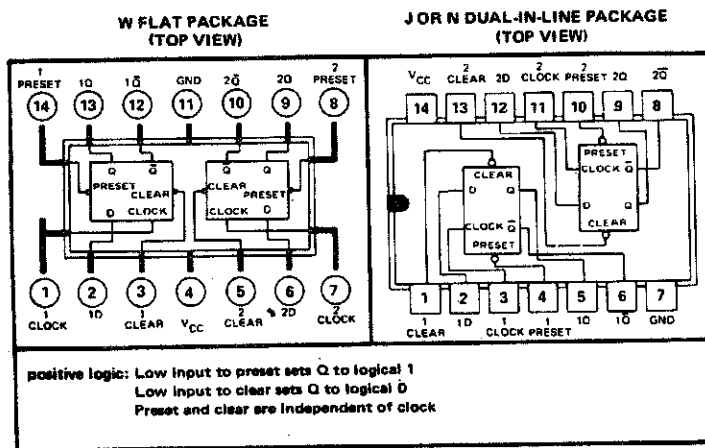 W FLAT PACKAGE
(TOP VIEW)
1
PRESET 1Q 1Q̅ GND 2Q̅ 2Q 2
PRESET
14 13 12 11 10 9 8
Q Q̅ Q̅ Q
PRESET CLEAR CLEAR PRESET
D CLOCK CLOCK D
1 2 3 4 5 6 7
1
CLOCK 1D 1
CLEAR VCC 2
CLEAR 2D 2
CLOCK
J OR N DUAL-IN-LINE PACKAGE
(TOP VIEW)
VCC 2
CLEAR 2D 2
CLOCK 2
PRESET 2Q 2Q̅
14 13 12 11 10 9 8
PRESET
CLOCK Q̅
D Q
CLEAR
CLEAR
D Q
CLOCK Q̅
PRESET
1 2 3 4 5 6 7
1
CLEAR 1D 1
CLOCK 1
PRESET 1Q 1Q̅ GND
positive logic: Low input to preset sets Q to logical 1
Low input to clear sets Q to logical 0
Preset and clear are independent of clock